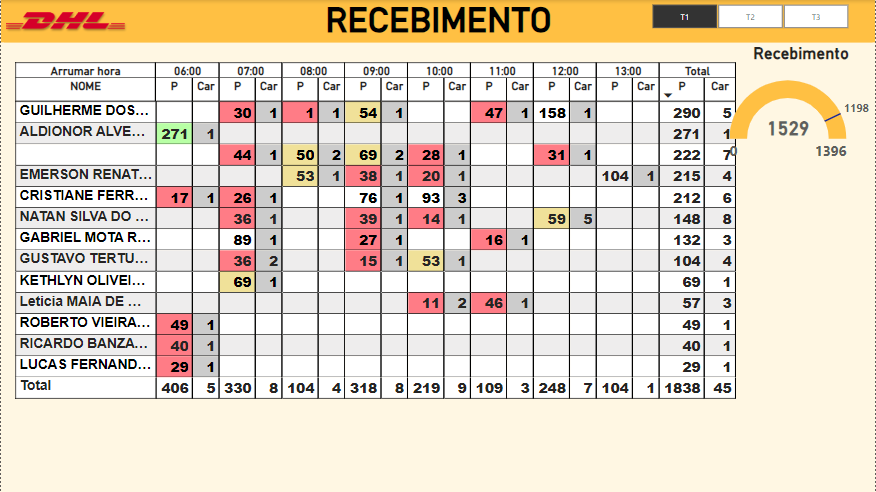 DHL RECEBIMENTO T1 T2 T3
Recebimento
1198
1529
0 1396
Arrumar hora 06:00 07:00 08:00 09:00 10:00 11:00 12:00 13:00 Total
NOME P Car P Car P Car P Car P Car P Car P Car P Car P Car
GUILHERME DOS... 30 1 1 1 54 1 47 1 158 1 290 5
ALDIONOR ALVE... 271 1 271 1
44 1 50 2 69 2 28 1 31 1 222 7
EMERSON RENAT... 53 1 38 1 20 1 104 1 215 4
CRISTIANE FERR... 17 1 26 1 76 1 93 3 212 6
NATAN SILVA DO ... 36 1 39 1 14 1 59 5 148 8
GABRIEL MOTA R... 89 1 27 1 16 1 132 3
GUSTAVO TERTU... 36 2 15 1 53 1 104 4
KETHLYN OLIVEI... 69 1 69 1
Leticia MAIA DE ... 11 2 46 1 57 3
ROBERTO VIEIRA... 49 1 49 1
RICARDO BANZA... 40 1 40 1
LUCAS FERNAND... 29 1 29 1
Total 406 5 330 8 104 4 318 8 219 9 109 3 248 7 104 1 1838 45